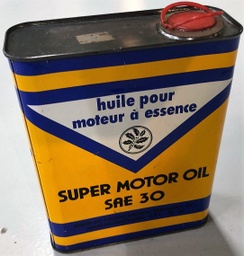 huile pour
moteur à essence
SUPER MOTOR OIL
SAE 30